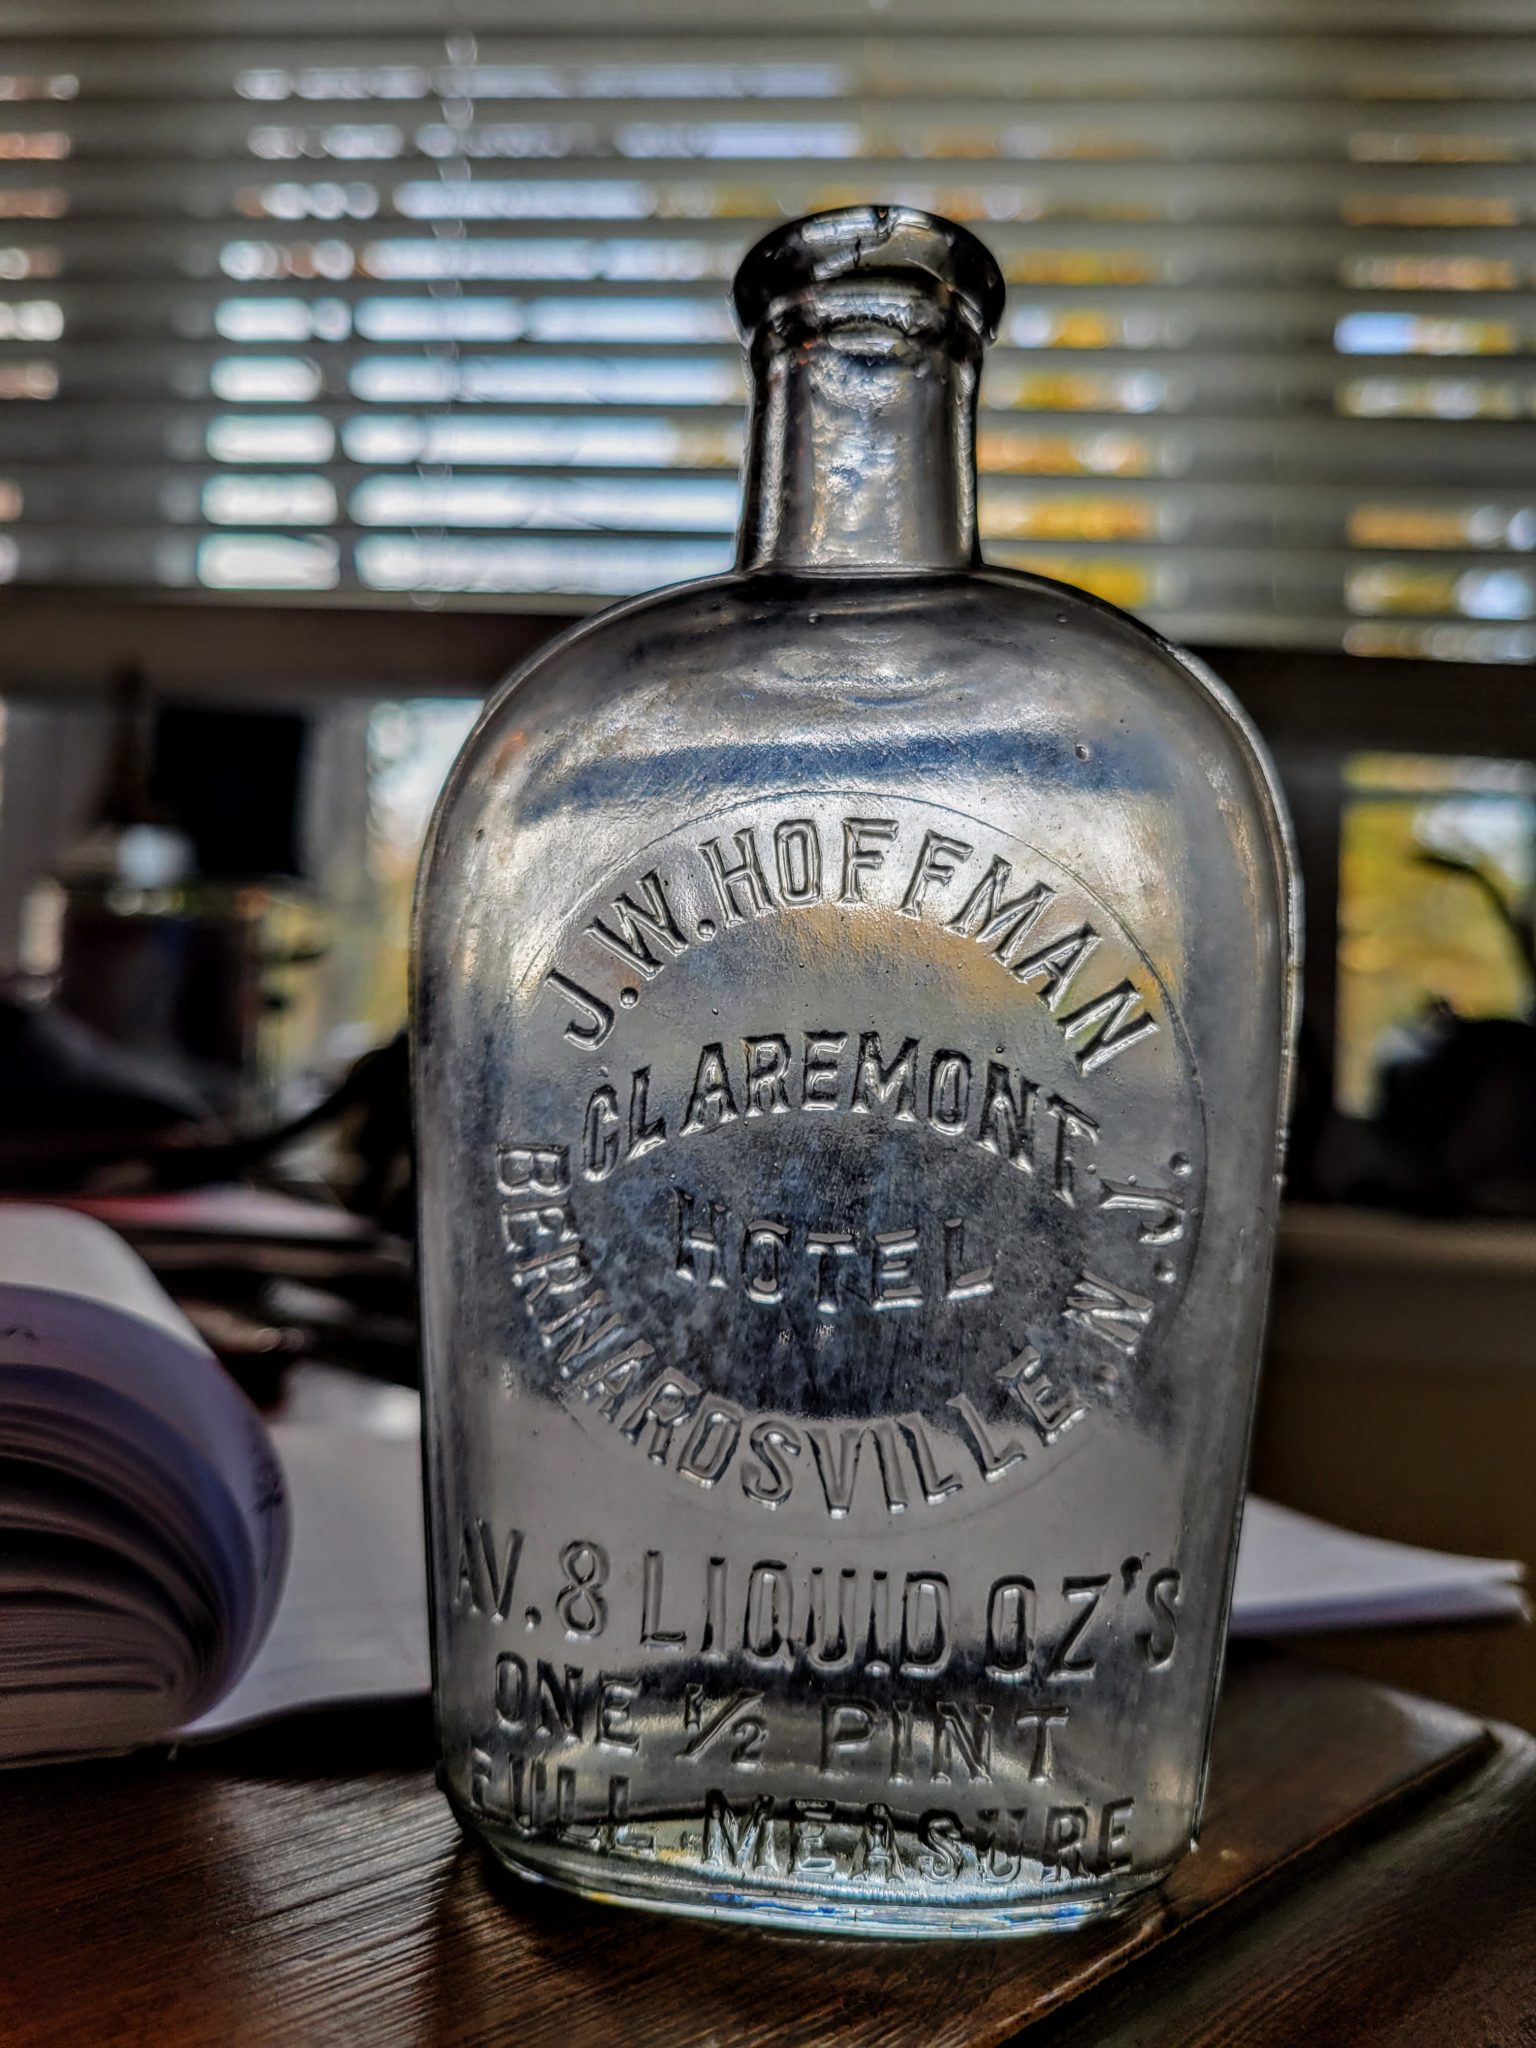 J.W. HOFFMAN
CLAREMONT
HOTEL
BERNARDSVILLE. N.J.
AV. 8 LIQUID OZ'S
ONE 1/2 PINT
FULL MEASURE